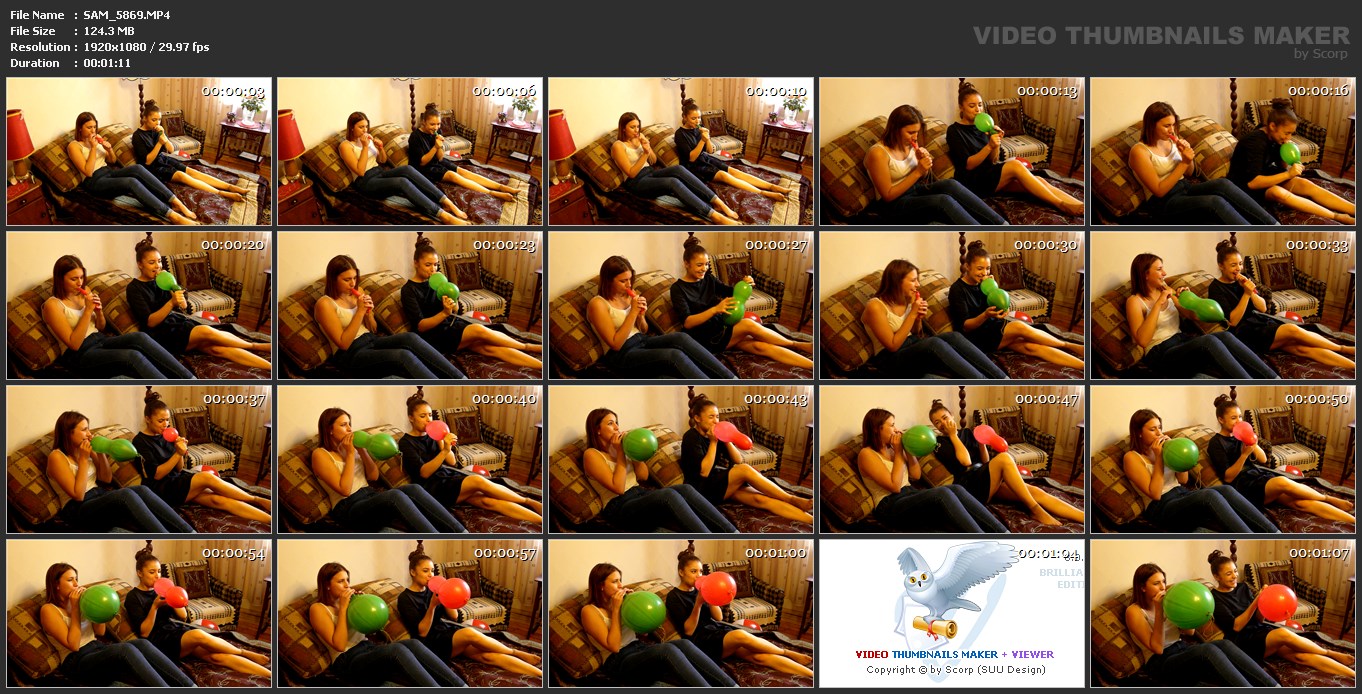 File Name : SAM_5869.MP4
File Size : 124.3 MB
Resolution : 1920x1080 / 29.97 fps
Duration : 00:01:11
VIDEO THUMBNAILS MAKER
by Scorp
00:00:03
00:00:06
00:00:10
00:00:13
00:00:16
00:00:20
00:00:23
00:00:27
00:00:30
00:00:33
00:00:37
00:00:40
00:00:43
00:00:47
00:00:50
00:00:54
00:00:57
00:01:00
00:01:04
00:01:07
BRILLIA
EDITI
VIDEO THUMBNAILS MAKER + VIEWER
Copyright © by Scorp (SUU Design)